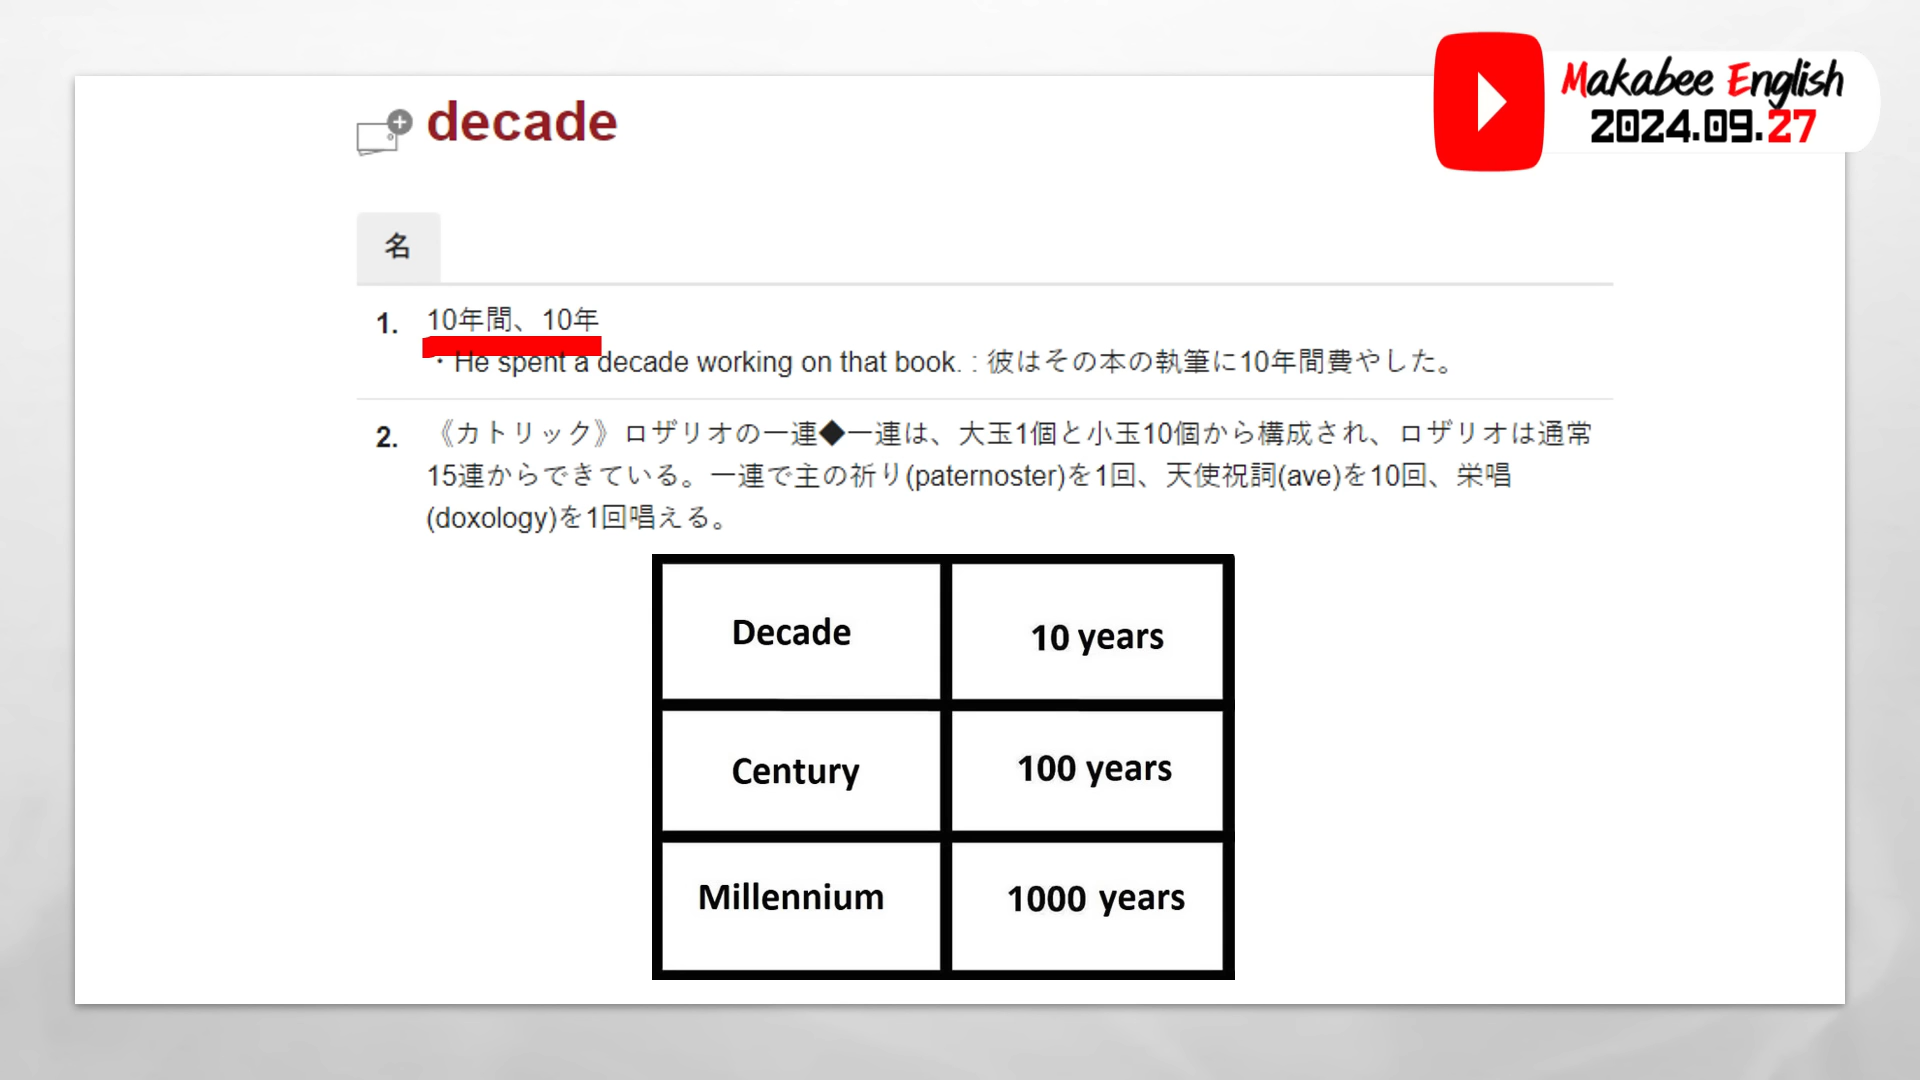 Makabee English
2024.09.27
decade
名
1. 10年間、10年
・He spent a decade working on that book. : 彼はその本の執筆に10年間費やした。
2. 《カトリック》ロザリオの一連◆一連は、大玉1個と小玉10個から構成され、ロザリオは通常
15連からできている。一連で主の祈り(paternoster)を1回、天使祝詞(ave)を10回、栄唱
(doxology)を1回唱える。
Decade 10 years
Century 100 years
Millennium 1000 years